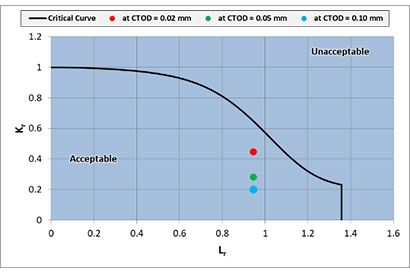 Critical Curve at CTOD = 0.02 mm at CTOD = 0.05 mm at CTOD = 0.10 mm
1.2
Unacceptable
1
0.8
Kr
0.6
0.4
Acceptable
0.2
0
0 0.2 0.4 0.6 0.8 1 1.2 1.4 1.6
Lr